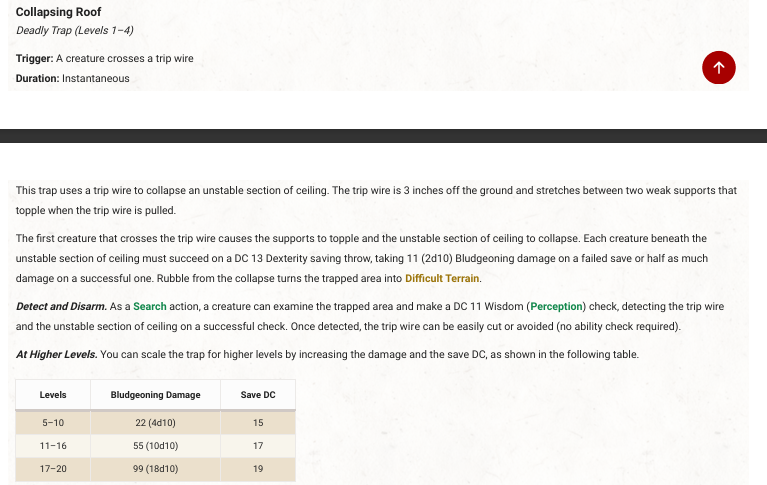 Collapsing Roof
Deadly Trap (Levels 1–4)
Trigger: A creature crosses a trip wire
Duration: Instantaneous
This trap uses a trip wire to collapse an unstable section of ceiling. The trip wire is 3 inches off the ground and stretches between two weak supports that
topple when the trip wire is pulled.
The first creature that crosses the trip wire causes the supports to topple and the unstable section of ceiling to collapse. Each creature beneath the
unstable section of ceiling must succeed on a DC 13 Dexterity saving throw, taking 11 (2d10) Bludgeoning damage on a failed save or half as much
damage on a successful one. Rubble from the collapse turns the trapped area into Difficult Terrain.
Detect and Disarm. As a Search action, a creature can examine the trapped area and make a DC 11 Wisdom (Perception) check, detecting the trip wire
and the unstable section of ceiling on a successful check. Once detected, the trip wire can be easily cut or avoided (no ability check required).
At Higher Levels. You can scale the trap for higher levels by increasing the damage and the save DC, as shown in the following table.
Levels Bludgeoning Damage Save DC
5–10 22 (4d10) 15
11–16 55 (10d10) 17
17–20 99 (18d10) 19